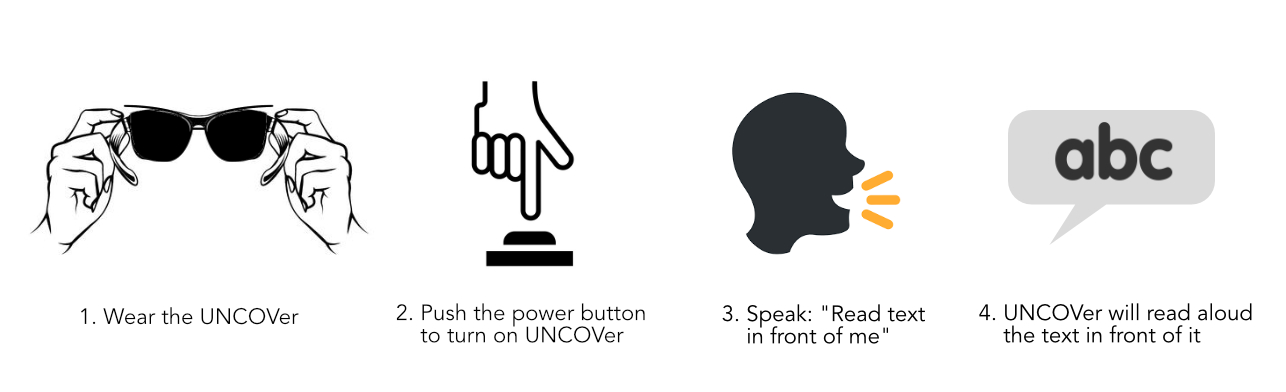 abc
1. Wear the UNCOVer
2. Push the power button
to turn on UNCOVer
3. Speak: "Read text
in front of me"
4. UNCOVer will read aloud
the text in front of it